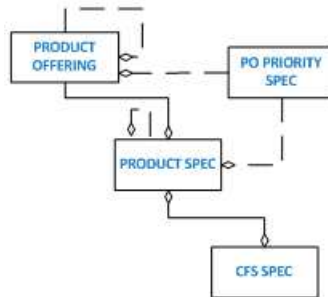 PRODUCT
OFFERING
PO PRIORITY
SPEC
PRODUCT SPEC
CFS SPEC